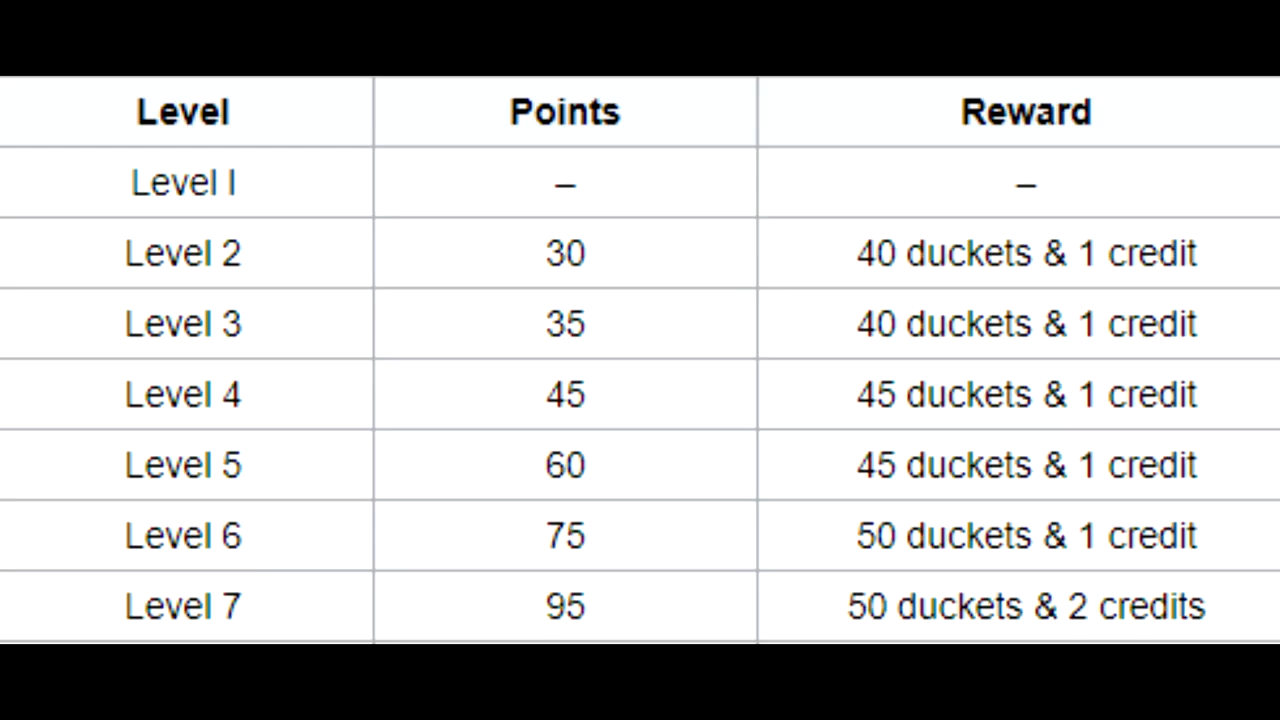 Level Points Reward
Level I – –
Level 2 30 40 duckets & 1 credit
Level 3 35 40 duckets & 1 credit
Level 4 45 45 duckets & 1 credit
Level 5 60 45 duckets & 1 credit
Level 6 75 50 duckets & 1 credit
Level 7 95 50 duckets & 2 credits